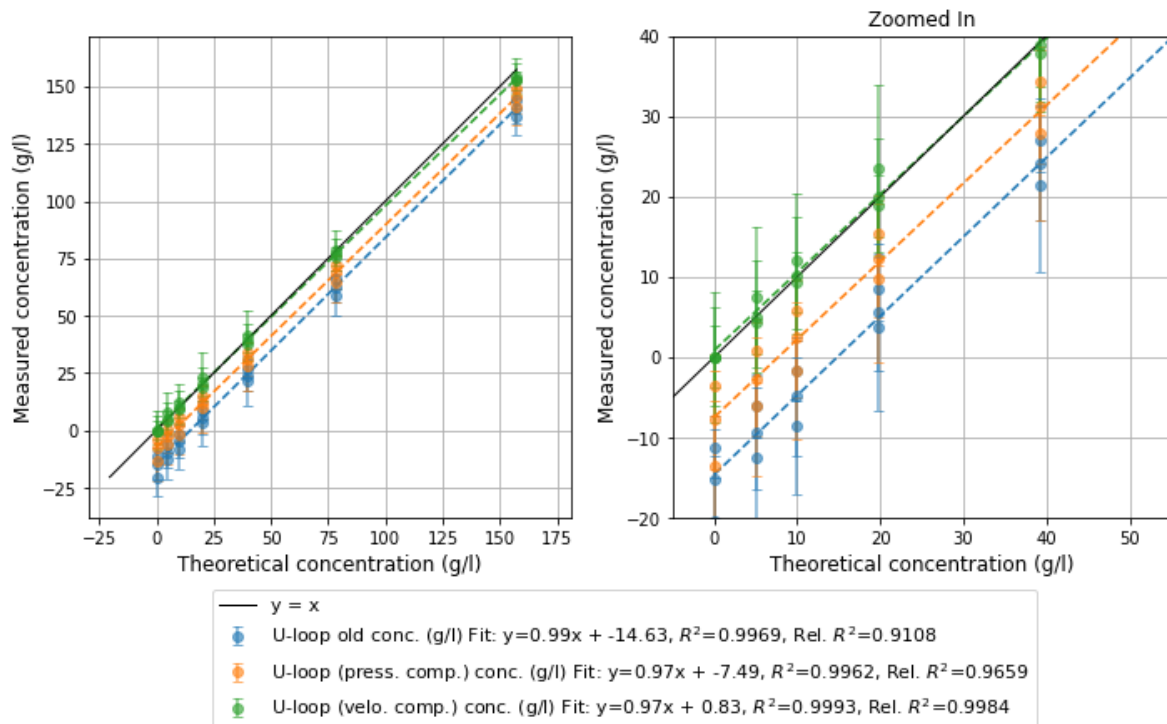 Zoomed In
Measured concentration (g/l)
150
125
100
75
50
25
0
−25
−25 0 25 50 75 100 125 150 175
Theoretical concentration (g/l)
Measured concentration (g/l)
40
30
20
10
0
−10
−20
0 10 20 30 40 50
Theoretical concentration (g/l)
y = x
U-loop old conc. (g/l) Fit: y=0.99x + -14.63, R²=0.9969, Rel. R²=0.9108
U-loop (press. comp.) conc. (g/l) Fit: y=0.97x + -7.49, R²=0.9962, Rel. R²=0.9659
U-loop (velo. comp.) conc. (g/l) Fit: y=0.97x + 0.83, R²=0.9993, Rel. R²=0.9984